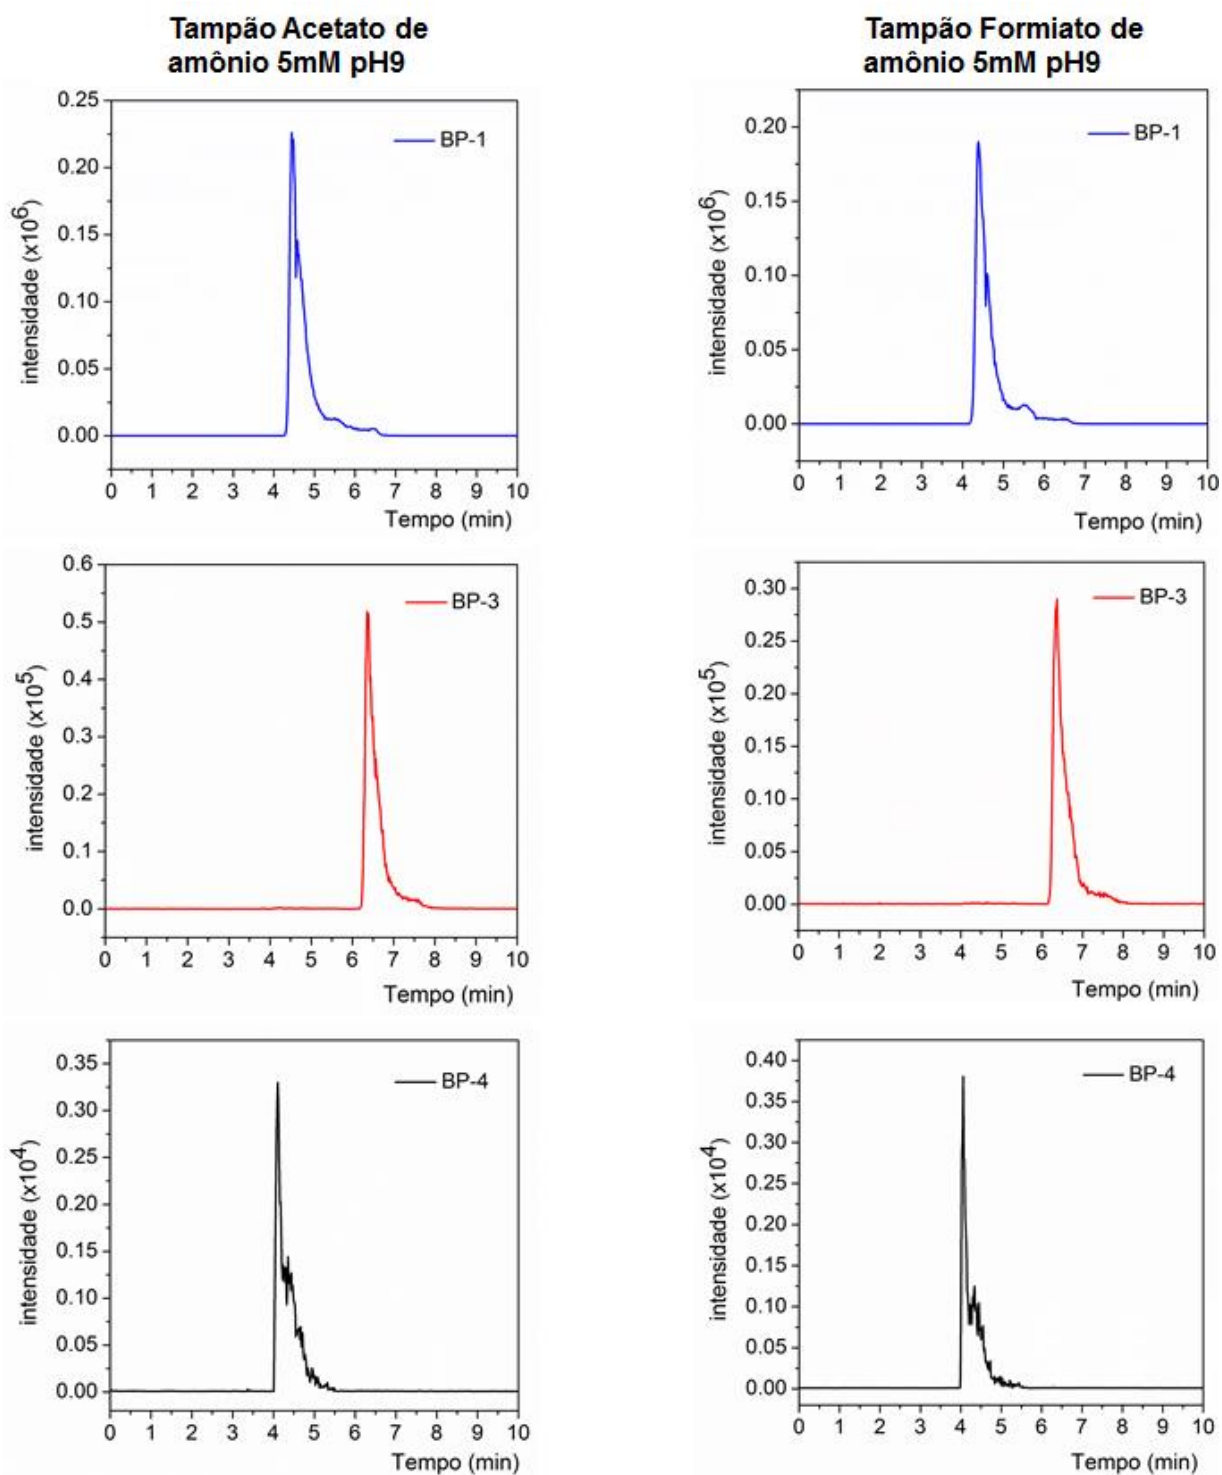 Tampão Acetato de
amônio 5mM pH9
Tampão Formiato de
amônio 5mM pH9
0.25
0.20
0.15
0.10
0.05
0.00
intensidade (x10⁶)
BP-1
0 1 2 3 4 5 6 7 8 9 10
Tempo (min)
0.20
0.15
0.10
0.05
0.00
intensidade (x10⁶)
BP-1
0 1 2 3 4 5 6 7 8 9 10
Tempo (min)
0.6
0.5
0.4
0.3
0.2
0.1
0.0
intensidade (x10⁵)
BP-3
0 1 2 3 4 5 6 7 8 9 10
Tempo (min)
0.30
0.25
0.20
0.15
0.10
0.05
0.00
intensidade (x10⁵)
BP-3
0 1 2 3 4 5 6 7 8 9 10
Tempo (min)
0.35
0.30
0.25
0.20
0.15
0.10
0.05
0.00
intensidade (x10⁴)
BP-4
0 1 2 3 4 5 6 7 8 9 10
Tempo (min)
0.40
0.35
0.30
0.25
0.20
0.15
0.10
0.05
0.00
intensidade (x10⁴)
BP-4
0 1 2 3 4 5 6 7 8 9 10
Tempo (min)